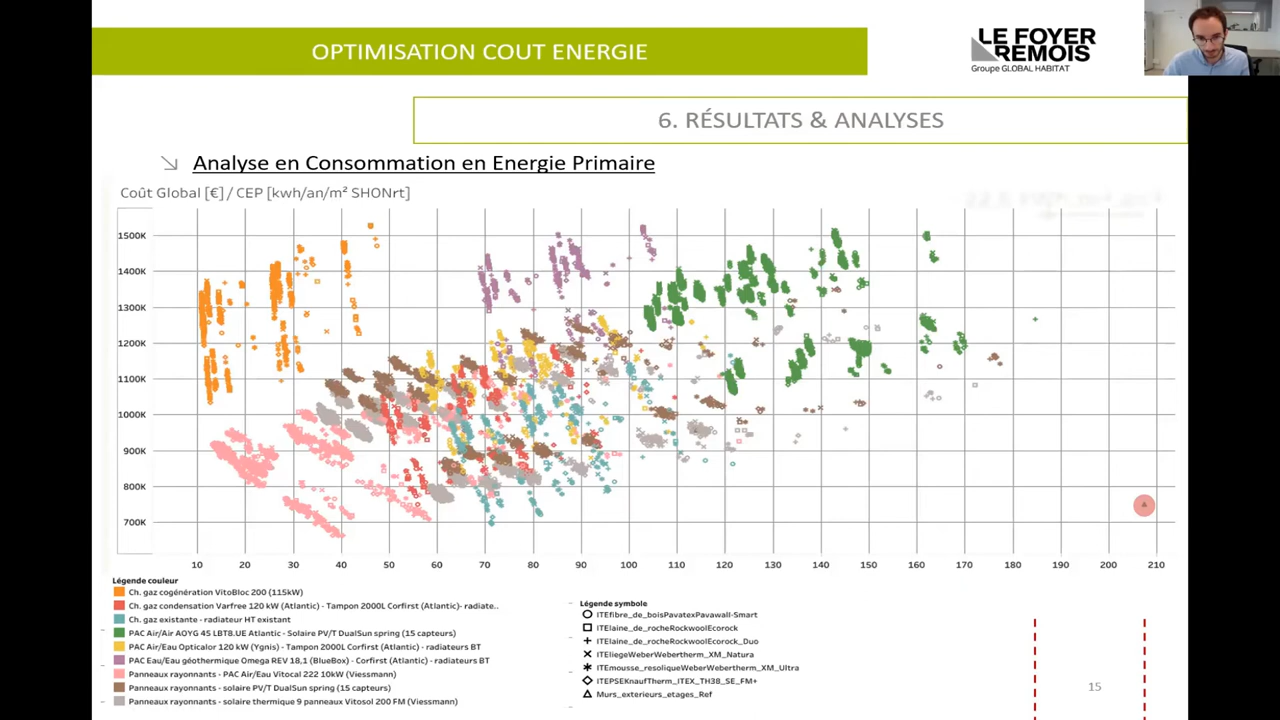 OPTIMISATION COUT ENERGIE
LE FOYER
REMOIS
Groupe GLOBAL HABITAT
6. RÉSULTATS & ANALYSES
Analyse en Consommation en Energie Primaire
Coût Global [€] / CEP [kwh/an/m² SHONrt]
1500K
1400K
1300K
1200K
1100K
1000K
900K
800K
700K
10 20 30 40 50 60 70 80 90 100 110 120 130 140 150 160 170 180 190 200 210
Légende couleur
Ch. gaz cogénération VitoBloc 200 (115kW)
Ch. gaz condensation Varfree 120 kW (Atlantic) - Tampon 2000L Corfirst (Atlantic)- radiate..
Ch. gaz existante - radiateur HT existant
PAC Air/Air AOYG 45 LBT8.UE Atlantic - Solaire PV/T DualSun spring (15 capteurs)
PAC Air/Eau Opticalor 120 kW (Ygnis) - Tampon 2000L Corfirst (Atlantic) - radiateurs BT
PAC Eau/Eau géothermique Omega REV 18,1 (BlueBox) - Corfirst (Atlantic) - radiateurs BT
Panneaux rayonnants - PAC Air/Eau Vitocal 222 10kW (Viessmann)
Panneaux rayonnants - solaire PV/T DualSun spring (15 capteurs)
Panneaux rayonnants - solaire thermique 9 panneaux Vitosol 200 FM (Viessmann)
Légende symbole
ITEfibre_de_boisPavatexPavawall-Smart
ITElaine_de_rocheRockwoolEcorock
ITElaine_de_rocheRockwoolEcorock_Duo
ITEliegeWeberWebertherm_XM_Natura
ITEmousse_resoliqueWeberWebertherm_XM_Ultra
ITEPSEKnaufTherm_ITEX_TH38_SE_FM+
Murs_exterieurs_etages_Ref
15